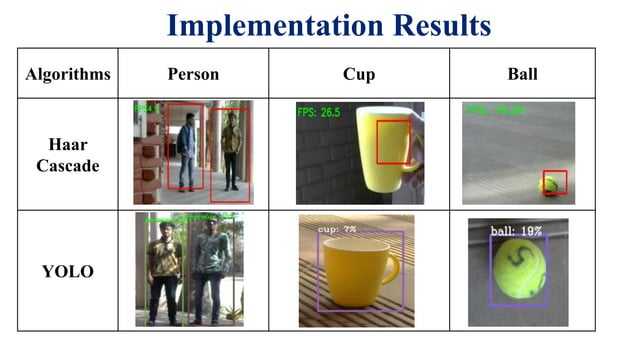 Implementation Results
Algorithms Person Cup Ball
Haar
Cascade
FPS: 26.5
YOLO
cup: 7%
ball: 19%